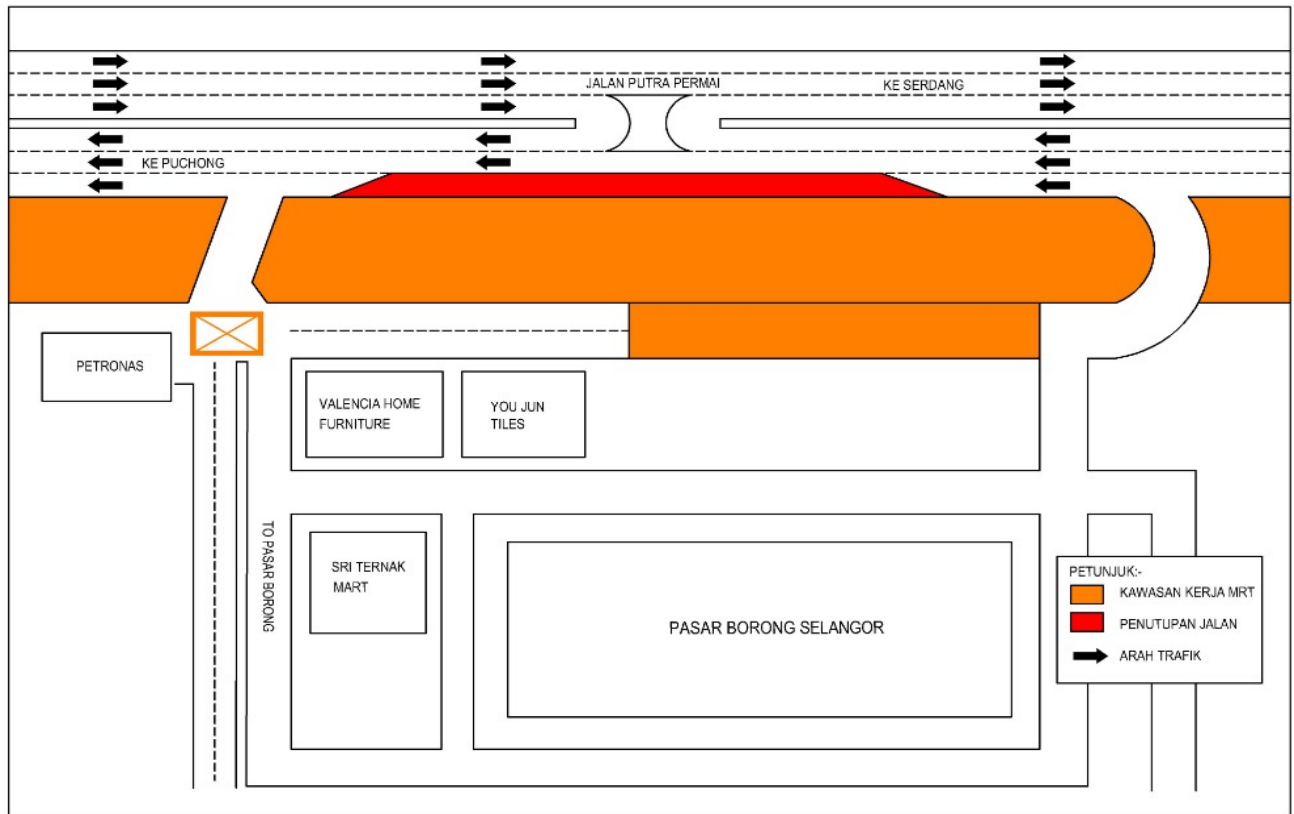 JALAN PUTRA PERMAI
KE SERDANG
KE PUCHONG
PETRONAS
VALENCIA HOME
FURNITURE
YOU JUN
TILES
TO PASAR BORONG
SRI TERNAK
MART
PASAR BORONG SELANGOR
PETUNJUK:-
KAWASAN KERJA MRT
PENUTUPAN JALAN
ARAH TRAFIK